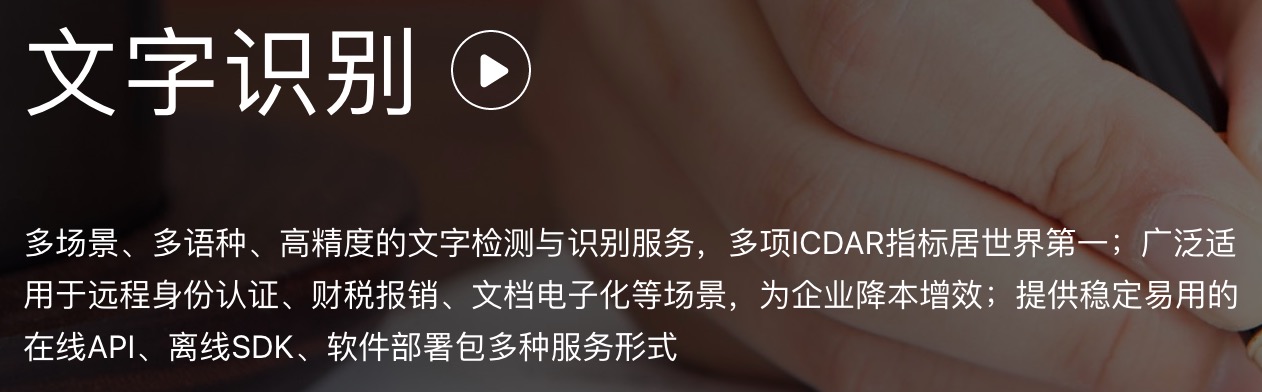 文字识别
多场景、多语种、高精度的文字检测与识别服务，多项ICDAR指标居世界第一；广泛适
用于远程身份认证、财税报销、文档电子化等场景，为企业降本增效；提供稳定易用的
在线API、离线SDK、软件部署包多种服务形式